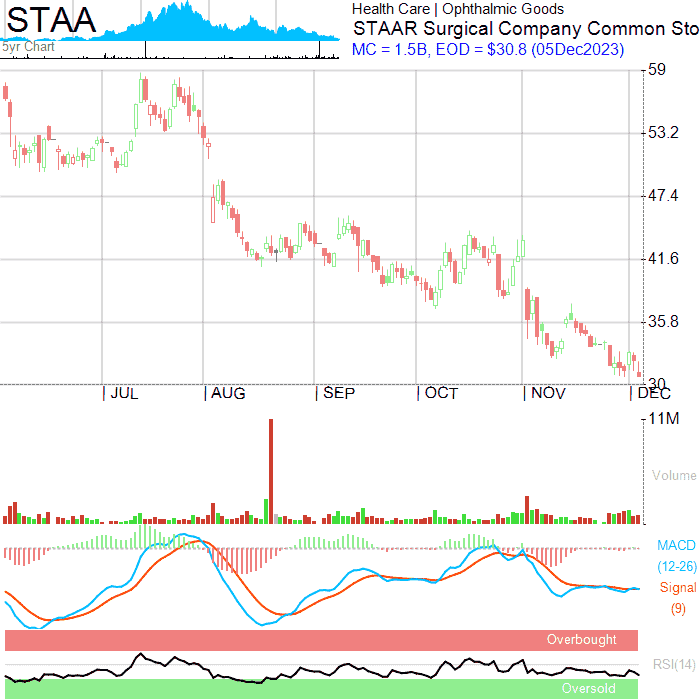 STAA
5yr Chart
Health Care | Ophthalmic Goods
STAAR Surgical Company Common Sto
MC = 1.5B, EOD = $30.8 (05Dec2023)
59
53.2
47.4
41.6
35.8
30
JUL AUG SEP OCT NOV DEC
11M
Volume
MACD
(12-26)
Signal
(9)
Overbought
RSI(14)
Oversold